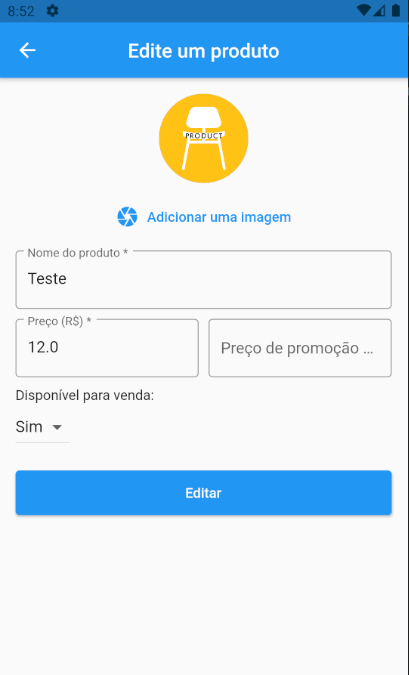 8:52
Edite um produto
PRODUCT
Adicionar uma imagem
Nome do produto *
Teste
Preço (R$) *
12.0
Preço de promoção ...
Disponível para venda:
Sim
Editar